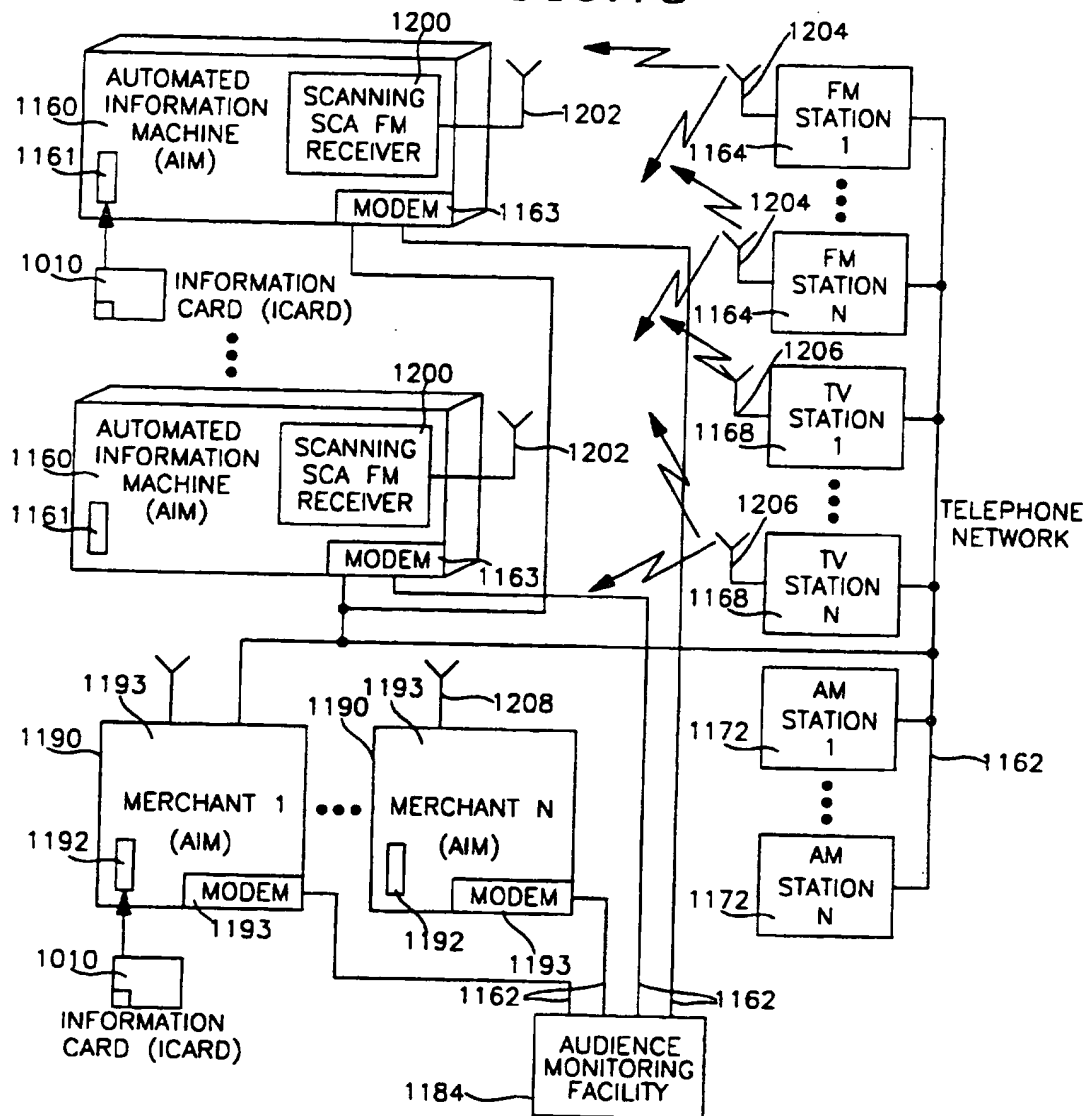 1200
1204
AUTOMATED
INFORMATION
MACHINE
(AIM)
SCANNING
SCA FM
RECEIVER
1160
1161
1202
FM
STATION
1
1164
MODEM
1163
1204
1010
INFORMATION
CARD (ICARD)
FM
STATION
N
1164
1200
1206
AUTOMATED
INFORMATION
MACHINE
(AIM)
SCANNING
SCA FM
RECEIVER
1160
1161
1202
TV
STATION
1
1168
MODEM
1163
1206
TELEPHONE
NETWORK
TV
STATION
N
1168
1193
1190
MERCHANT 1
(AIM)
1192
MODEM
1193
1193
1208
1190
MERCHANT N
(AIM)
1192
MODEM
1193
AM
STATION
1
1172
1162
AM
STATION
N
1172
1010
INFORMATION
CARD (ICARD)
1162
1162
AUDIENCE
MONITORING
FACILITY
1184